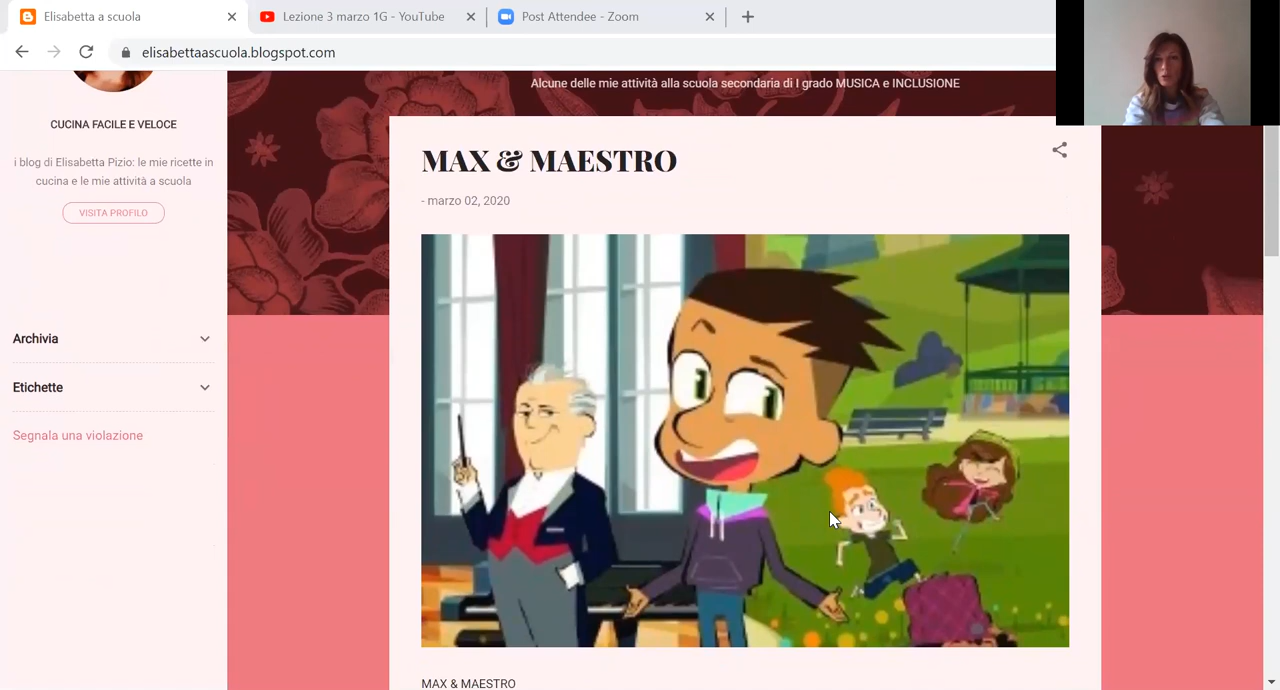 Elisabetta a scuola
Lezione 3 marzo 1G - YouTube
Post Attendee - Zoom
elisabettaascuola.blogspot.com
Alcune delle mie attività alla scuola secondaria di I grado MUSICA e INCLUSIONE
CUCINA FACILE E VELOCE
i blog di Elisabetta Pizio: le mie ricette in
cucina e le mie attività a scuola
VISITA PROFILO
Archivia
Etichette
Segnala una violazione
MAX & MAESTRO
- marzo 02, 2020
MAX & MAESTRO